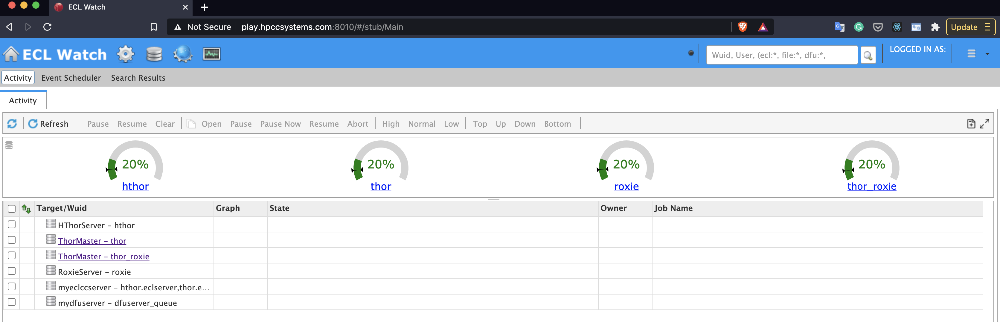 ECL Watch
Not Secure play.hpccsystems.com:8010/#/stub/Main
Update
ECL Watch
Wuid, User, (ecl:*, file:*, dfu:*,
LOGGED IN AS:
Activity Event Scheduler Search Results
Activity
Refresh Pause Resume Clear Open Pause Pause Now Resume Abort High Normal Low Top Up Down Bottom
20% 20% 20% 20%
hthor thor roxie thor_roxie
Target/Wuid Graph State Owner Job Name
HThorServer – hthor
ThorMaster – thor
ThorMaster – thor_roxie
RoxieServer – roxie
myeclccserver – hthor.eclserver,thor.e...
mydfuserver – dfuserver_queue